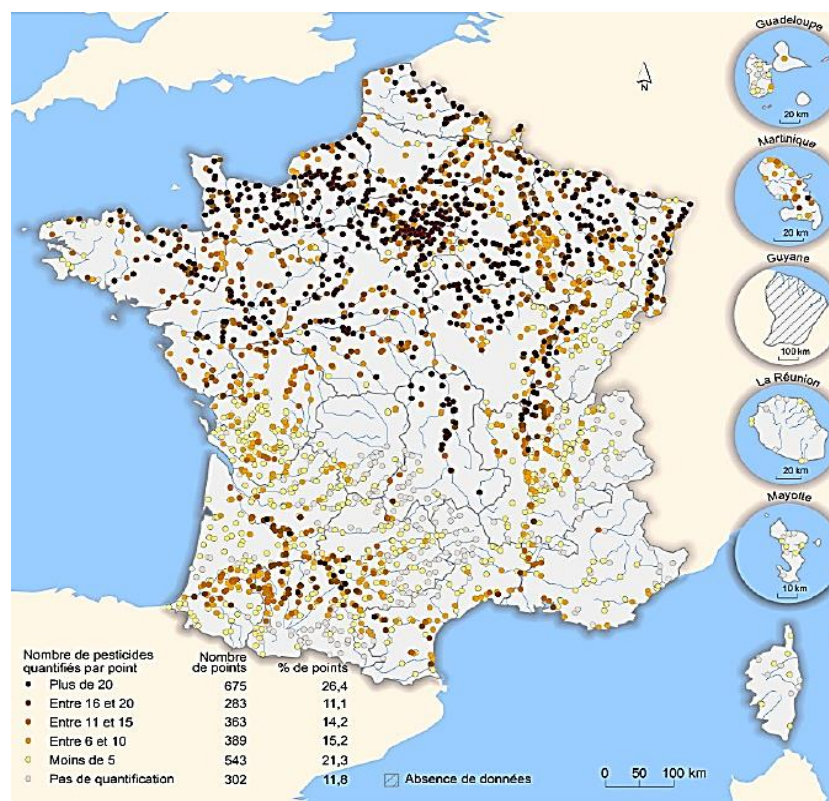 Guadeloupe
20 km
Martinique
20 km
Guyane
100 km
La Réunion
20 km
Mayotte
10 km
N
Nombre de pesticides quantifiés par point Nombre de points % de points
Plus de 20 675 26,4
Entre 16 et 20 283 11,1
Entre 11 et 15 363 14,2
Entre 6 et 10 389 15,2
Moins de 5 543 21,3
Pas de quantification 302 11,8
Absence de données
0 50 100 km